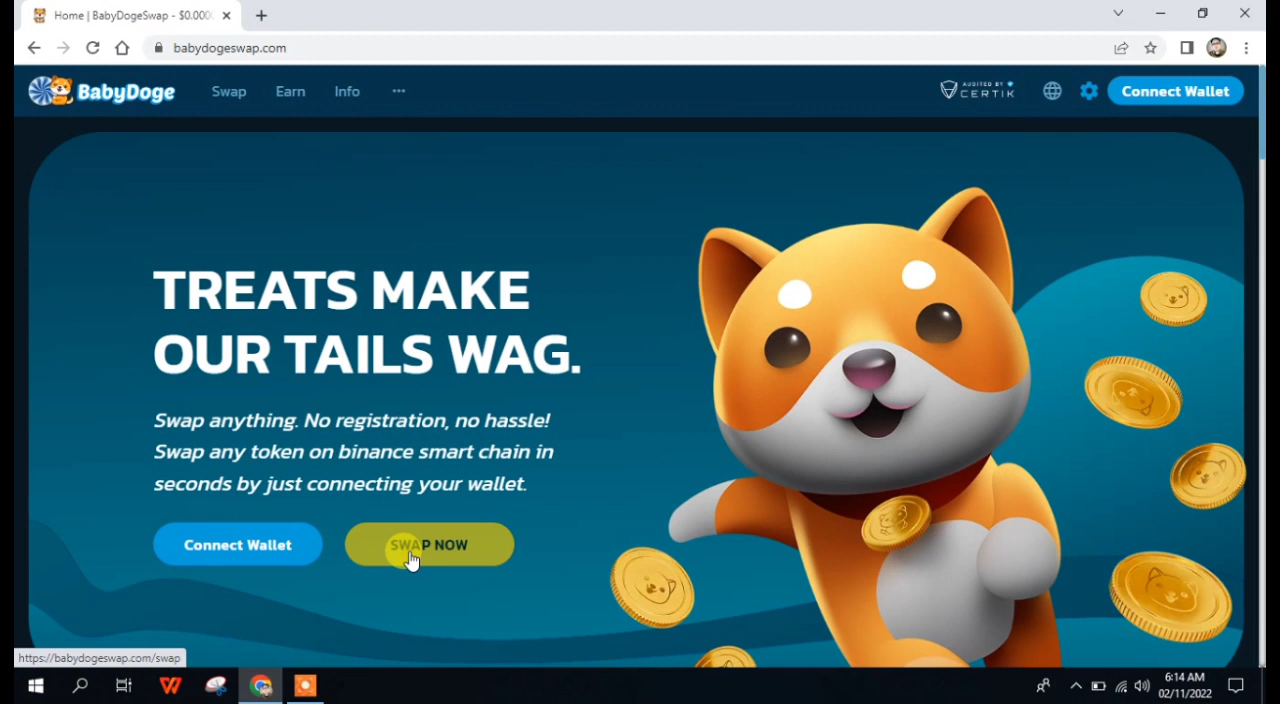 Home | BabyDogeSwap - $0.000
babydogeswap.com
BabyDoge
Swap
Earn
Info
AUDITED BY
CERTIK
Connect Wallet
TREATS MAKE
OUR TAILS WAG.
Swap anything. No registration, no hassle!
Swap any token on binance smart chain in
seconds by just connecting your wallet.
Connect Wallet
SWAP NOW
https://babydogeswap.com/swap
6:14 AM
02/11/2022